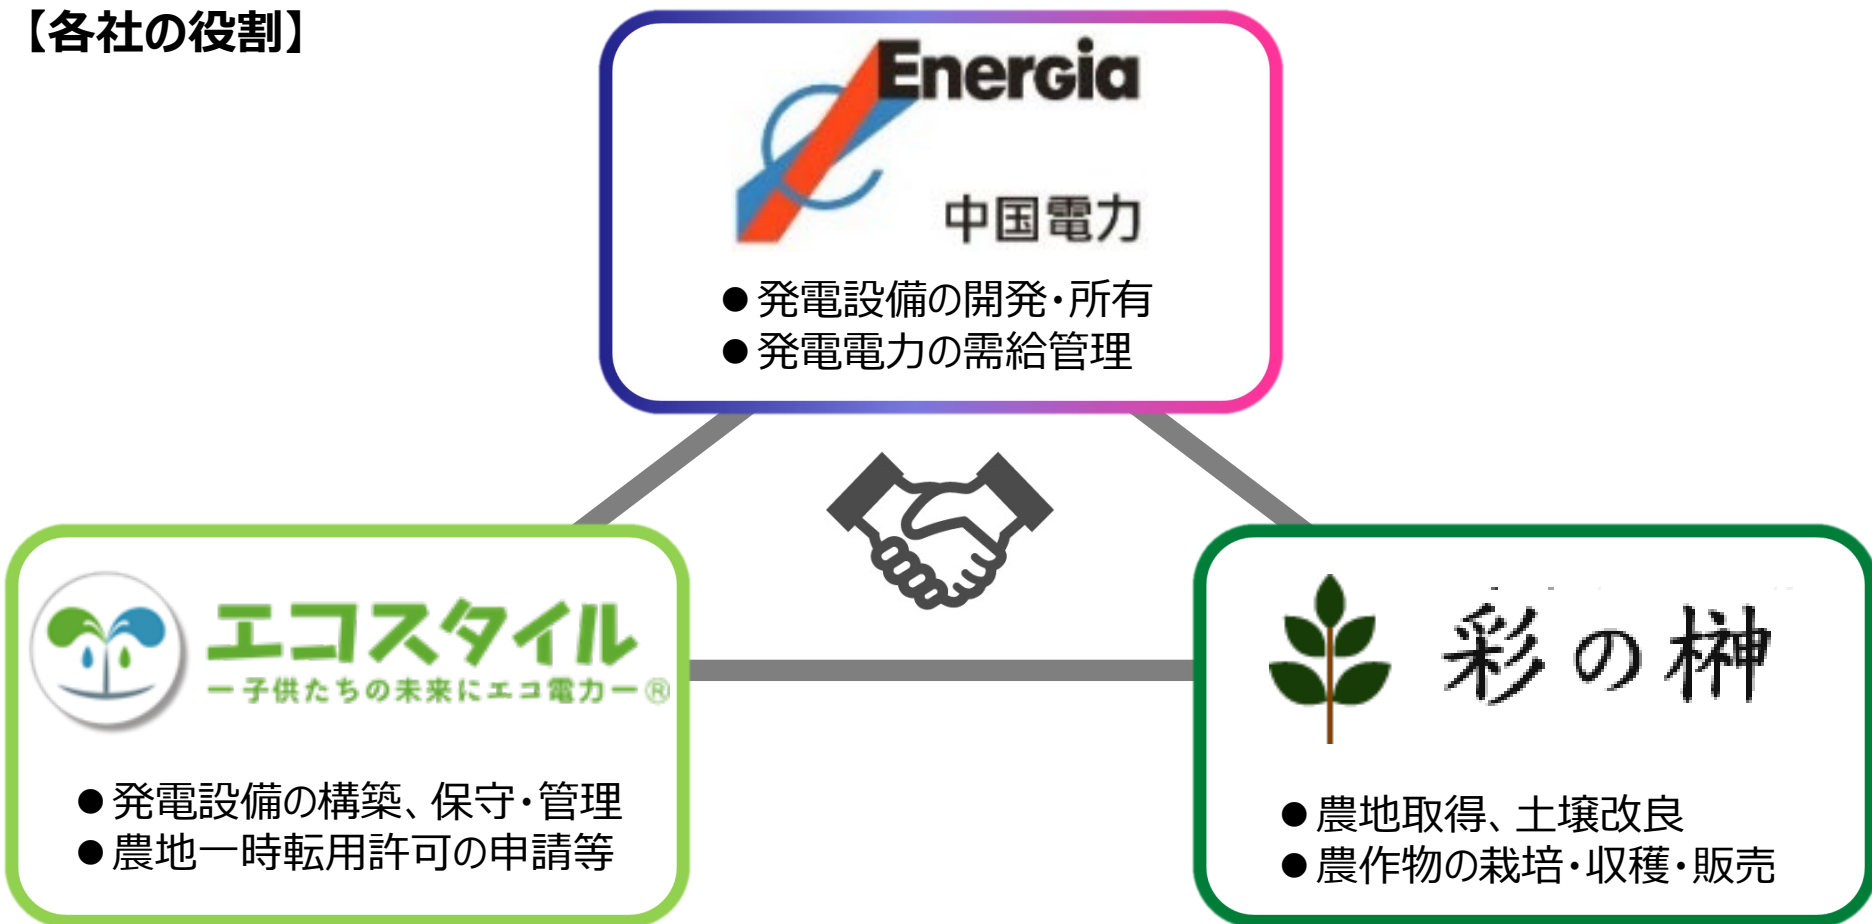 【各社の役割】
Energia
中国電力
●発電設備の開発・所有
●発電電力の需給管理
エコスタイル
ー子供たちの未来にエコ電力ー®
●発電設備の構築、保守・管理
●農地一時転用許可の申請等
彩の榊
●農地取得、土壌改良
●農作物の栽培・収穫・販売